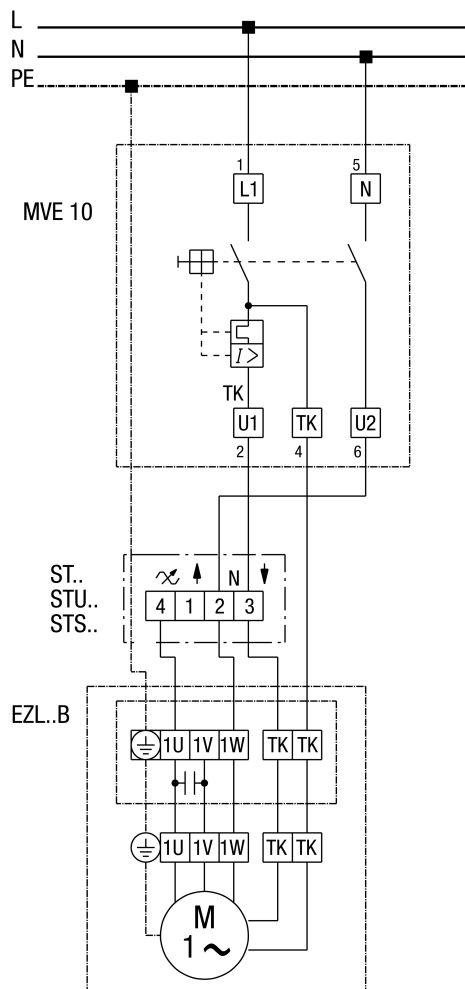 L
N
PE
1 5
L1 N
MVE 10
I >
TK
U1 TK U2
2 4 6
ST..
STU..
STS..
N
4 1 2 3
EZL..B
1U 1V 1W TK TK
1U 1V 1W TK TK
M
1 ~